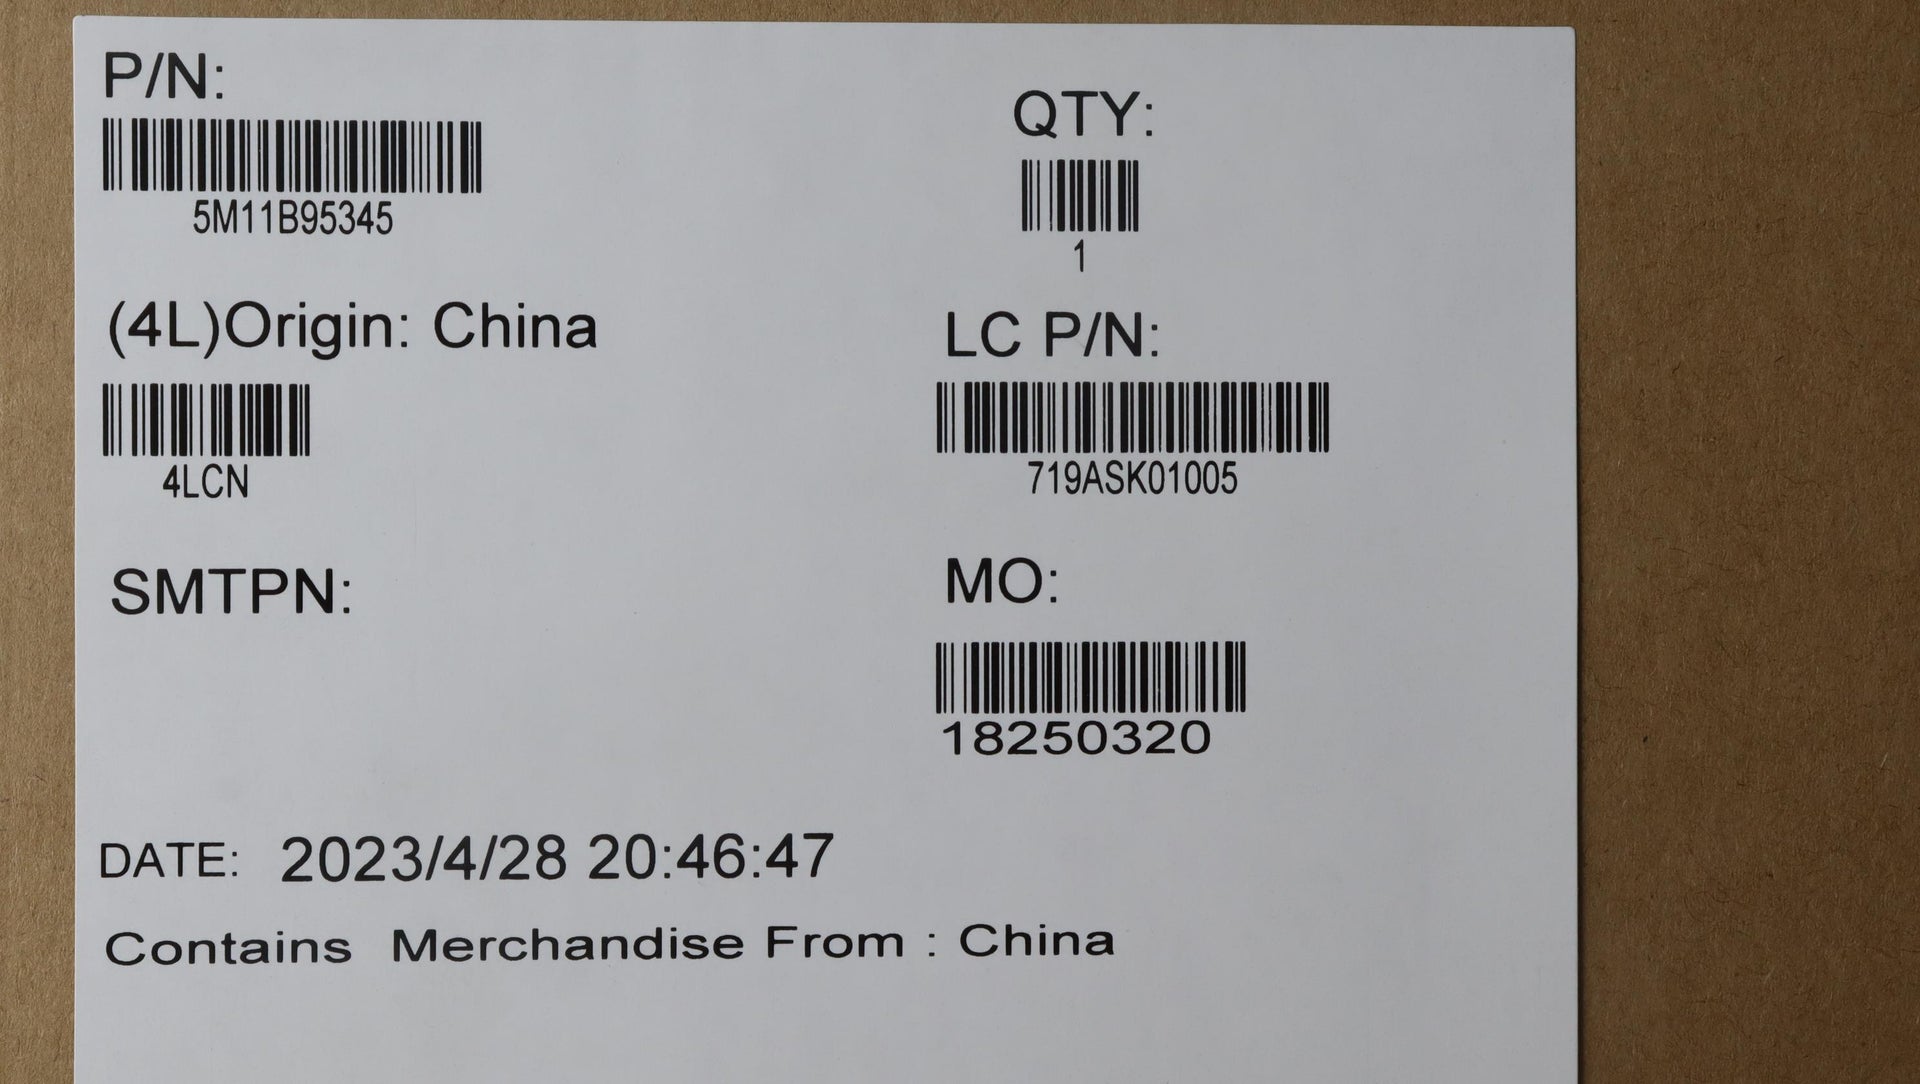 P/N:
5M11B95345
QTY:
1
(4L)Origin: China
4LCN
LC P/N:
719ASK01005
SMTPN:
MO:
18250320
DATE: 2023/4/28 20:46:47
Contains Merchandise From : China